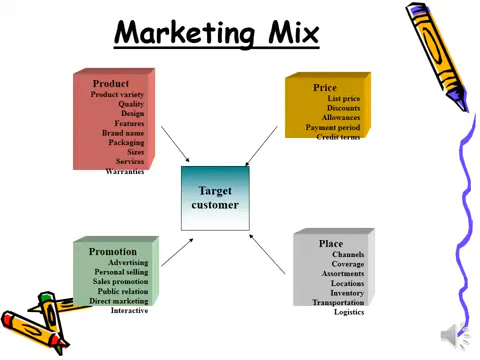 Marketing Mix
Product
Product variety
Quality
Design
Features
Brand name
Packaging
Sizes
Services
Warranties
Price
List price
Discounts
Allowances
Payment period
Credit terms
Target
customer
Promotion
Advertising
Personal selling
Sales promotion
Public relation
Direct marketing
Interactive
Place
Channels
Coverage
Assortments
Locations
Inventory
Transportation
Logistics